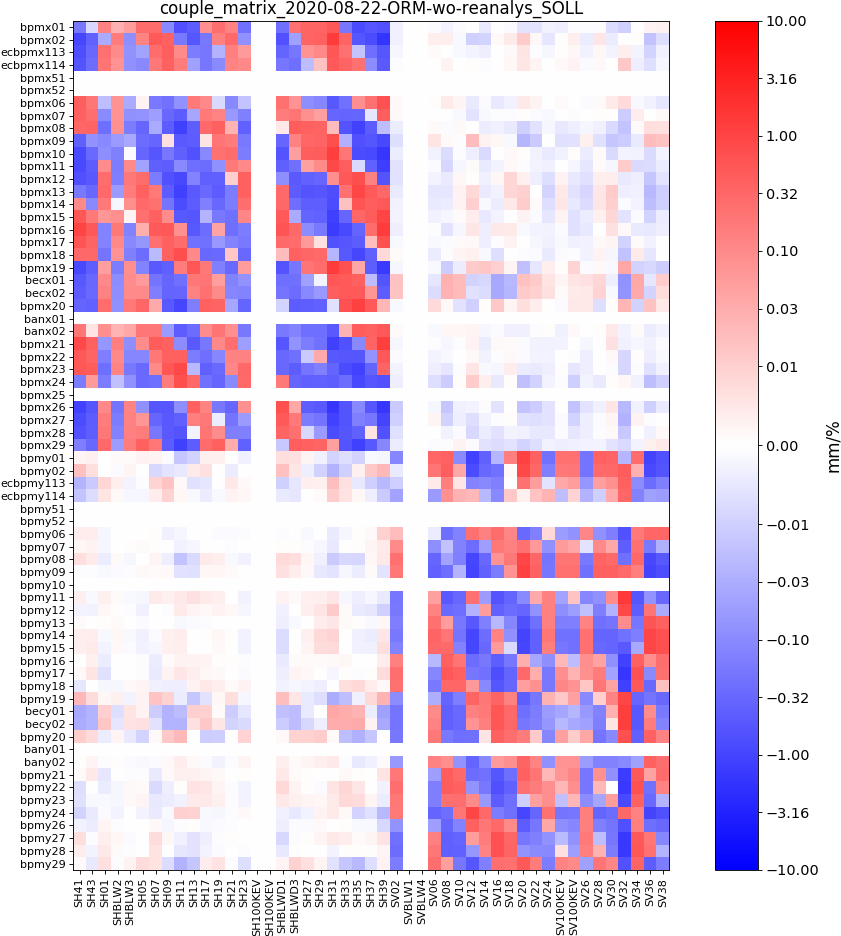 couple_matrix_2020-08-22-ORM-wo-reanalys_SOLL
bpmx01
bpmx02
ecbpmx113
ecbpmx114
bpmx51
bpmx52
bpmx06
bpmx07
bpmx08
bpmx09
bpmx10
bpmx11
bpmx12
bpmx13
bpmx14
bpmx15
bpmx16
bpmx17
bpmx18
bpmx19
becx01
becx02
bpmx20
banx01
banx02
bpmx21
bpmx22
bpmx23
bpmx24
bpmx25
bpmx26
bpmx27
bpmx28
bpmx29
bpmy01
bpmy02
ecbpmy113
ecbpmy114
bpmy51
bpmy52
bpmy06
bpmy07
bpmy08
bpmy09
bpmy10
bpmy11
bpmy12
bpmy13
bpmy14
bpmy15
bpmy16
bpmy17
bpmy18
bpmy19
becy01
becy02
bpmy20
bany01
bany02
bpmy21
bpmy22
bpmy23
bpmy24
bpmy26
bpmy27
bpmy28
bpmy29
SH41
SH43
SH01
SHBLW2
SHBLW3
SH05
SH07
SH09
SH11
SH13
SH17
SH19
SH21
SH23
SH100KEV
SH100KEV
SHBLWD1
SHBLWD3
SH27
SH29
SH31
SH33
SH35
SH37
SH39
SV02
SVBLW1
SVBLW4
SV06
SV08
SV10
SV12
SV14
SV16
SV18
SV20
SV22
SV24
SV100KEV
SV100KEV
SV26
SV28
SV30
SV32
SV34
SV36
SV38
10.00
3.16
1.00
0.32
0.10
0.03
0.01
0.00
−0.01
−0.03
−0.10
−0.32
−1.00
−3.16
−10.00
mm/%